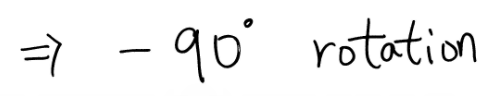 ⇒ - 90° rotation